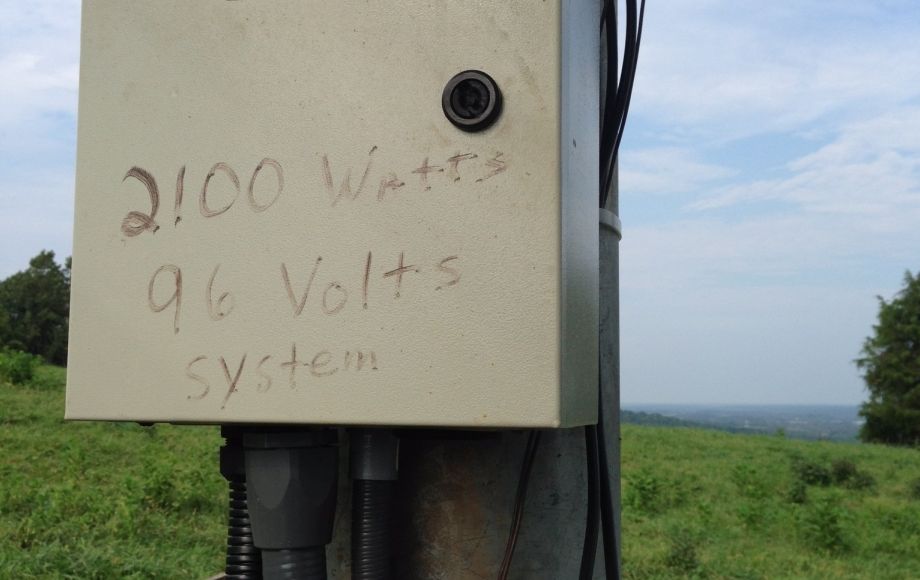 2100 Watts
96 Volts
system